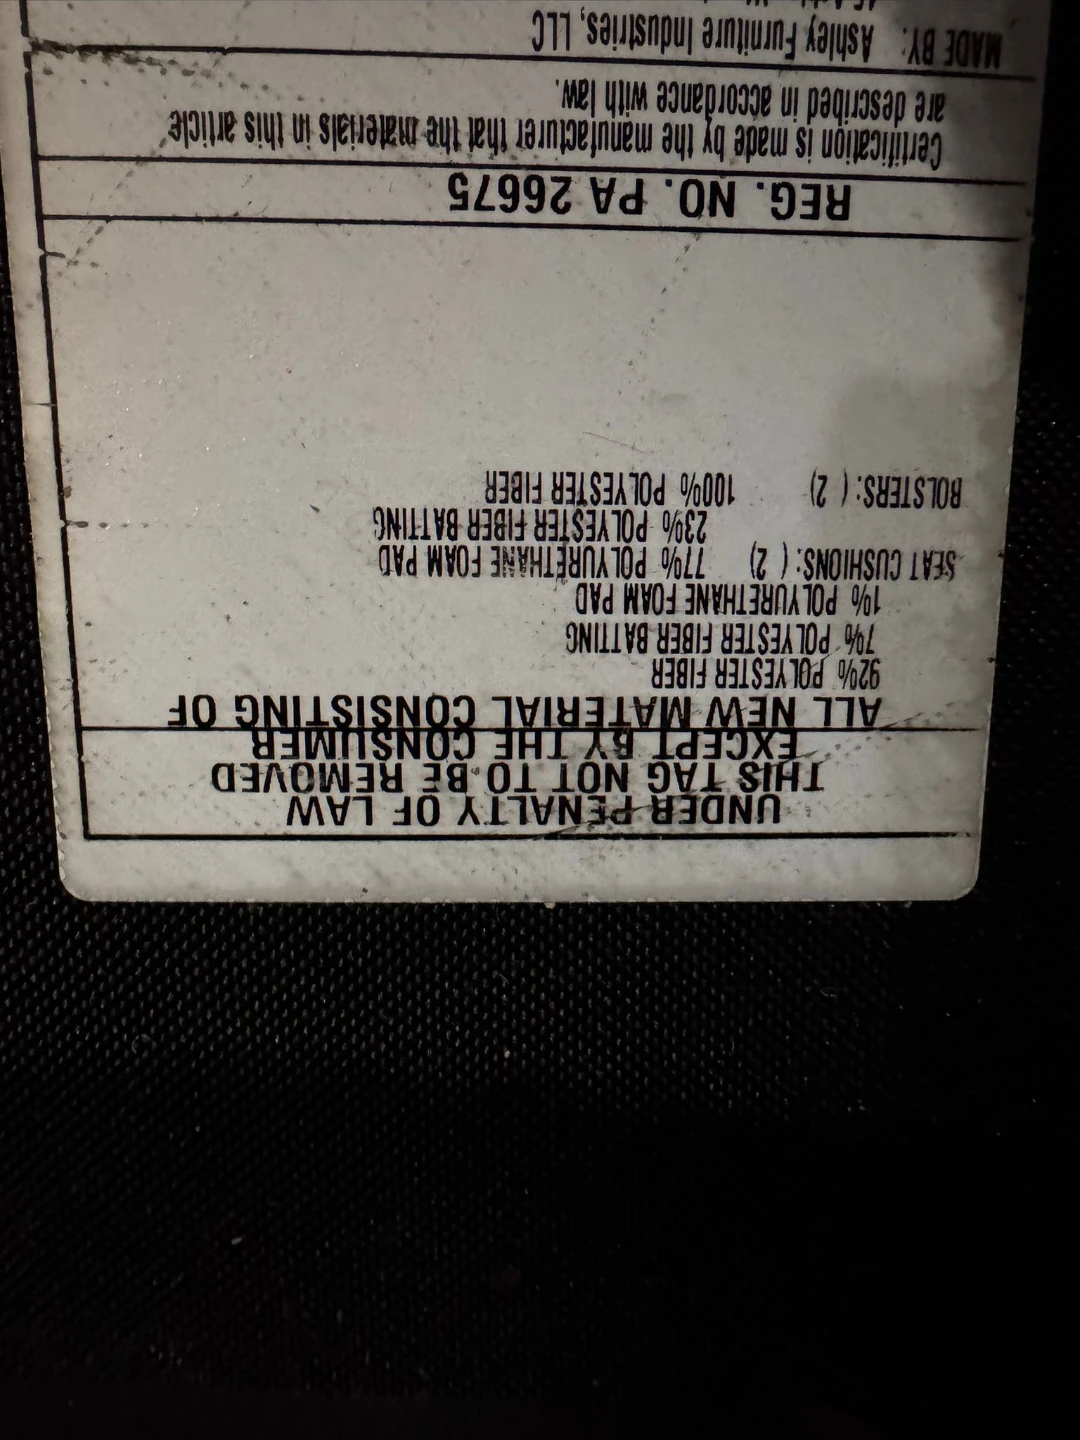 UNDER PENALTY OF LAW
THIS TAG NOT TO BE REMOVED
EXCEPT BY THE CONSUMER
ALL NEW MATERIAL CONSISTING OF
92% POLYESTER FIBER
7% POLYESTER FIBER BATTING
1% POLYURETHANE FOAM PAD
SEAT CUSHIONS: ( 2) 77% POLYURETHANE FOAM PAD
23% POLYESTER FIBER BATTING
BOLSTERS: ( 2) 100% POLYESTER FIBER
REG. NO. PA 26675
Certification is made by the manufacturer that the materials in this article
are described in accordance with law.
MADE BY: Ashley Furniture Industries, LLC